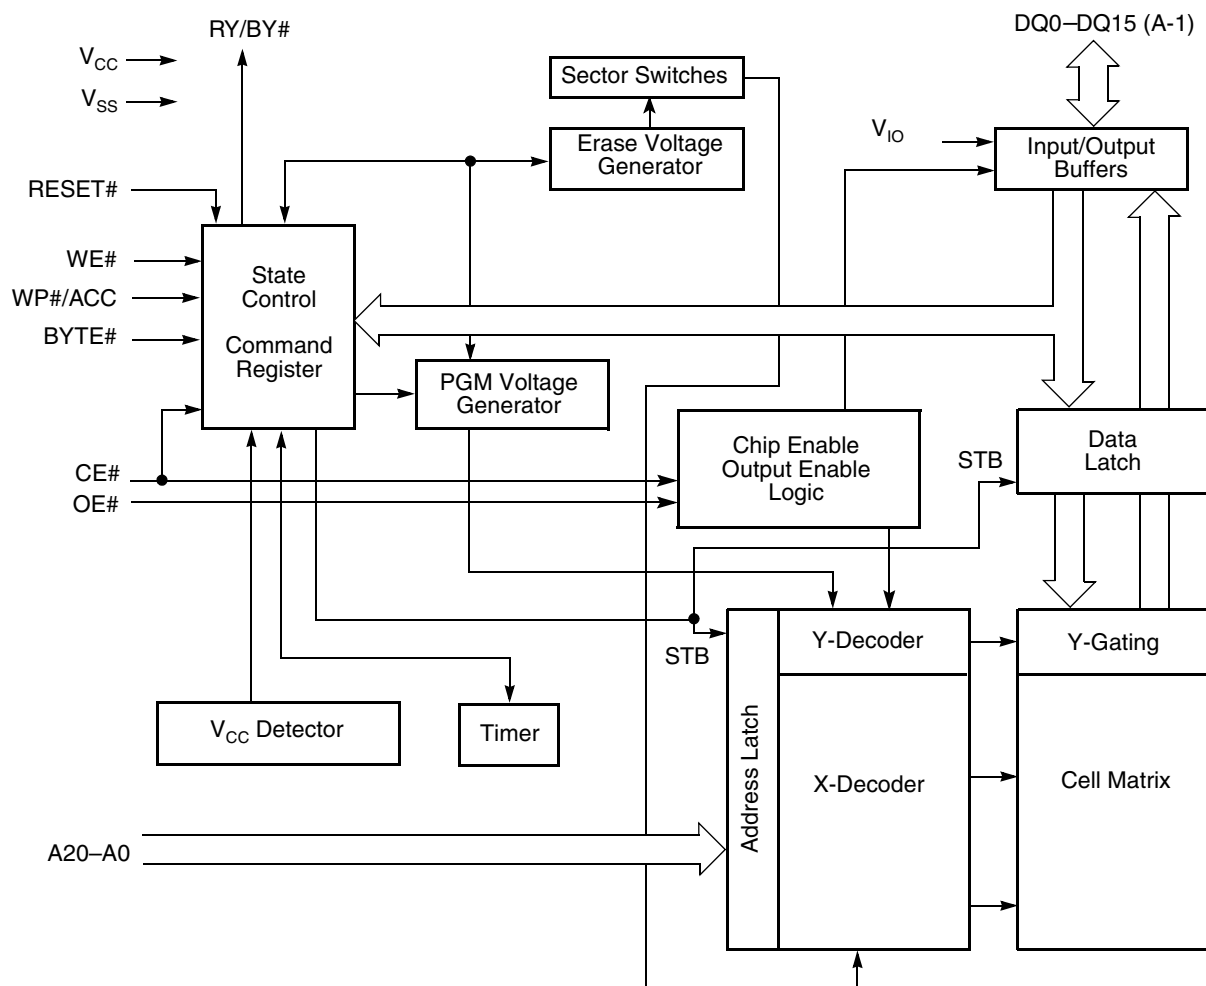 RY/BY#
DQ0–DQ15 (A-1)
VCC
VSS
Sector Switches
Erase Voltage
Generator
VIO
Input/Output
Buffers
RESET#
WE#
WP#/ACC
BYTE#
State
Control
Command
Register
PGM Voltage
Generator
CE#
OE#
Chip Enable
Output Enable
Logic
STB
Data
Latch
STB
Y-Decoder
Y-Gating
VCC Detector
Timer
Address Latch
X-Decoder
Cell Matrix
A20–A0